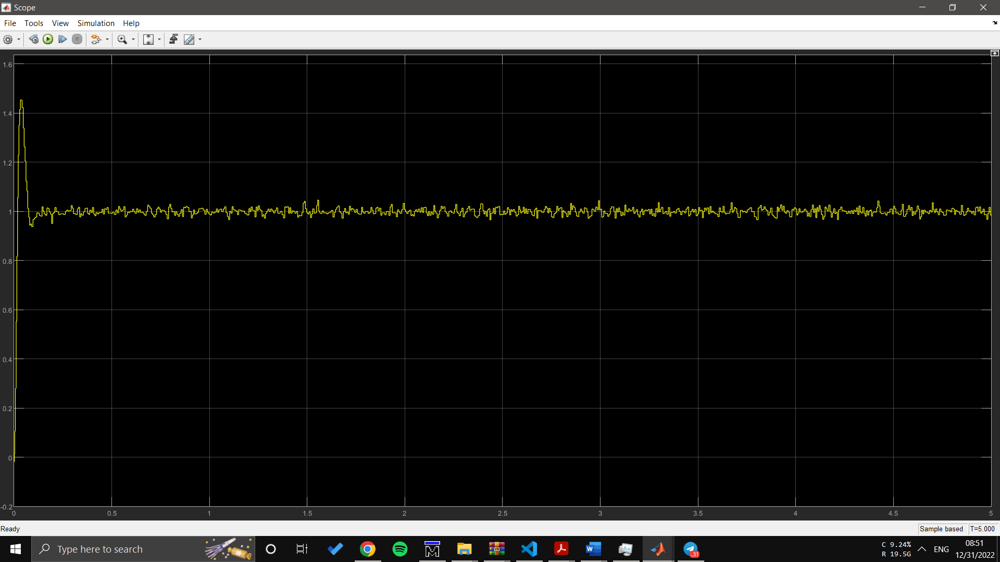 Scope
File Tools View Simulation Help
1.6
1.4
1.2
1
0.8
0.6
0.4
0.2
0
-0.2
0 0.5 1 1.5 2 2.5 3 3.5 4 4.5 5
Ready Sample based T=5.000
Type here to search
31
C 9.24%
R 19.5G
ENG
08:51
12/31/2022